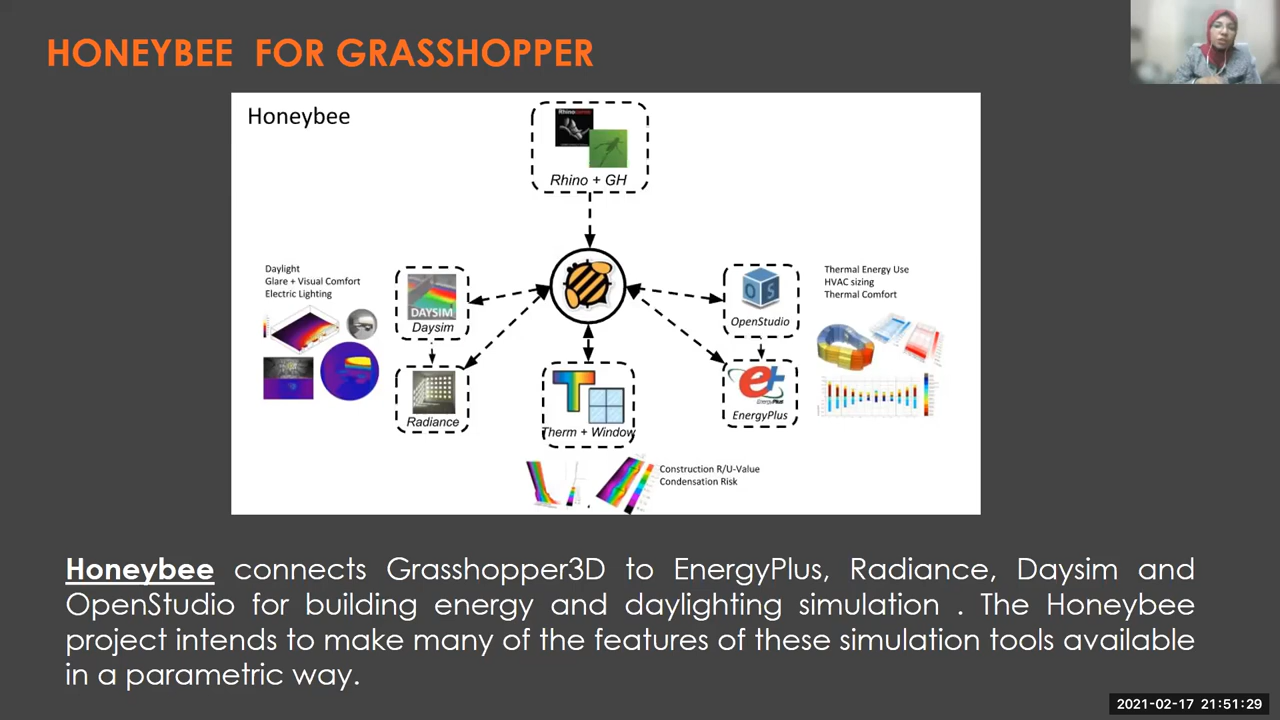 HONEYBEE FOR GRASSHOPPER
Honeybee
Rhinoceros
Rhino + GH
Daylight
Glare + Visual Comfort
Electric Lighting
DAYSIM
Daysim
Radiance
OS
OpenStudio
Thermal Energy Use
HVAC sizing
Thermal Comfort
e+
EnergyPlus
EnergyPlus
T
Therm + Window
Construction R/U-Value
Condensation Risk
Honeybee connects Grasshopper3D to EnergyPlus, Radiance, Daysim and
OpenStudio for building energy and daylighting simulation . The Honeybee
project intends to make many of the features of these simulation tools available
in a parametric way.
2021-02-17 21:51:29